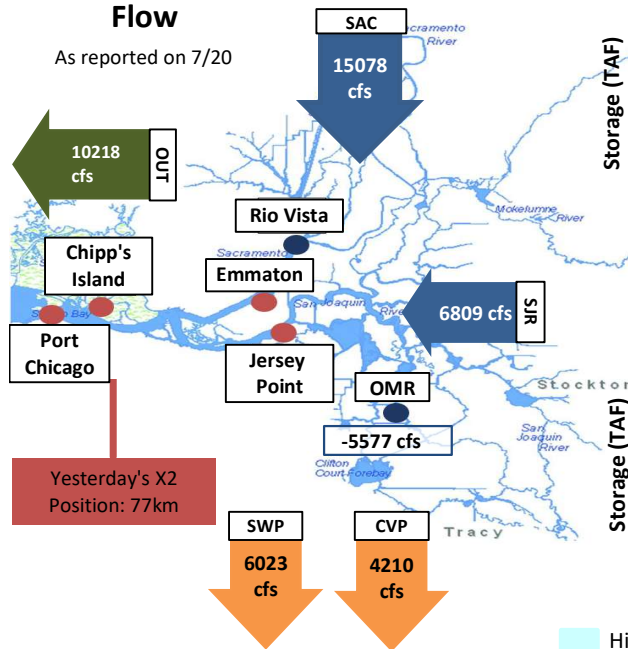 Flow
As reported on 7/20
SAC
15078
cfs
Sacramento
River
Storage (TAF)
10218
cfs
OUT
Rio Vista
Mokelumne
River
Chipp's
Island
Sacramento
Emmaton
San Joaquin
River
6809 cfs
SJR
Bay
Port
Chicago
Jersey
Point
OMR
Stockton
-5577 cfs
San
Joaquin
River
Storage (TAF)
Clifton
Court Forebay
Yesterday's X2
Position: 77km
SWP
CVP
Tracy
6023
cfs
4210
cfs
Hi